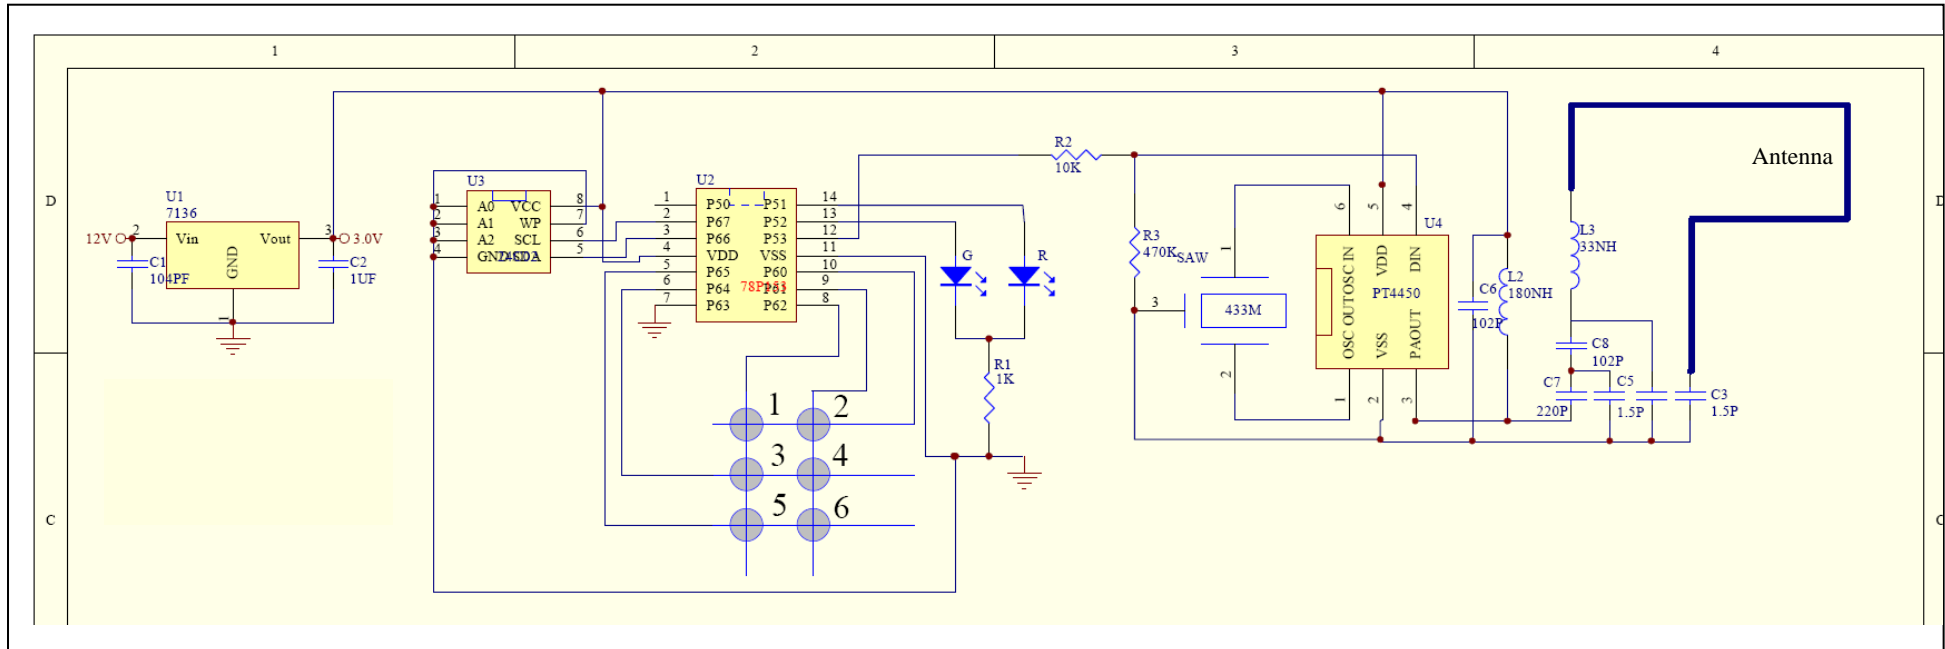 1 2 3 4
D D
C C
U1
7136
12V 2 Vin Vout 3 3.0V
GND
1
C1
104PF
C2
1UF
U3
1 A0 VCC 8
2 A1 WP 7
3 A2 SCL 6
4 GND SDA 5
U2
1 P50 P51 14
2 P67 P52 13
3 P66 P53 12
4 VDD VSS 11
5 P65 P60 10
6 P64 P61 9
7 P63 P62 8
G R
R1
1K
1 2
3 4
5 6
R2
10K
R3
470K
SAW
1
3 433M
2
U4
6 5 4
OSC OUT OSC IN VDD DIN
PT4450
VSS PAOUT
1 2 3
C6
102P
L2
180NH
L3
33NH
Antenna
C8
102P
C7
220P
C5
1.5P
C3
1.5P